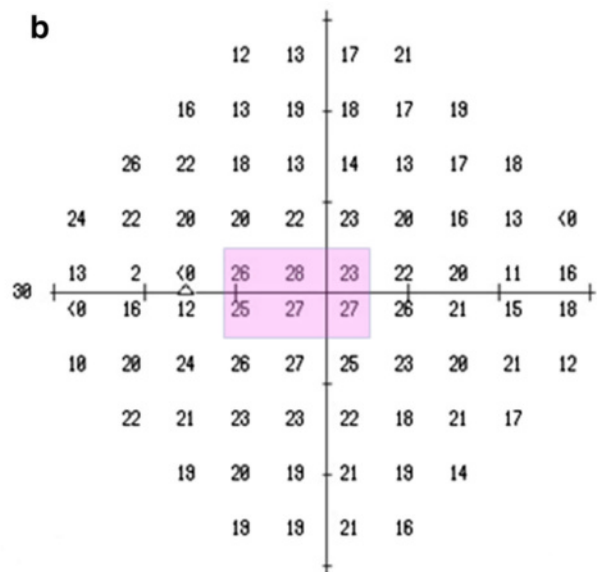 b
12 13 17 21
16 13 19 18 17 19
26 22 18 13 14 13 17 18
24 22 20 20 22 23 20 16 13 <0
13 2 <0 26 28 23 22 20 11 16
30
<0 16 12 25 27 27 26 21 15 18
10 20 24 26 27 25 23 20 21 12
22 21 23 23 22 18 21 17
19 20 19 21 19 14
19 19 21 16